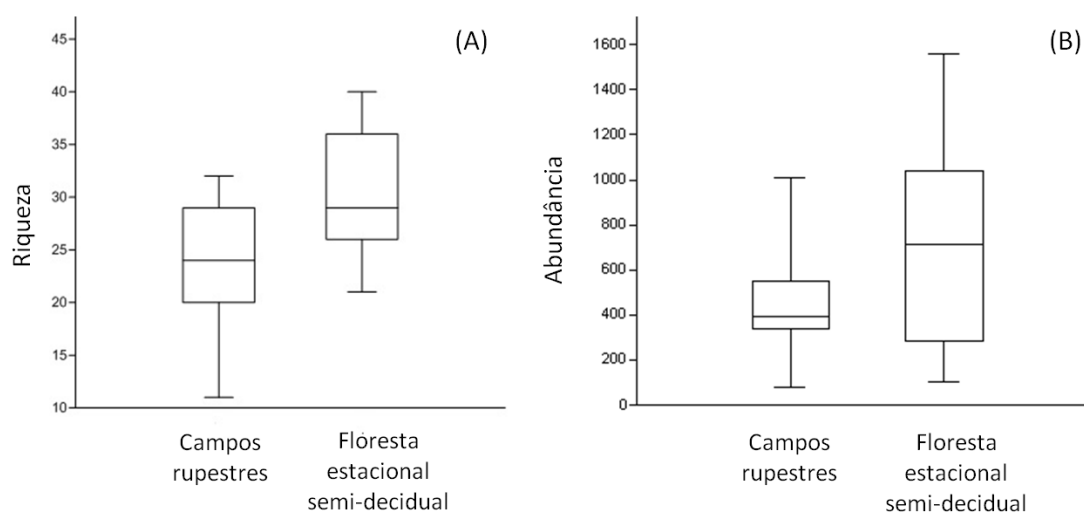 (A)
Riqueza
45
40
35
30
25
20
15
10
Campos
rupestres
Floresta
estacional
semi-decidual
(B)
Abundância
1600
1400
1200
1000
800
600
400
200
0
Campos
rupestres
Floresta
estacional
semi-decidual